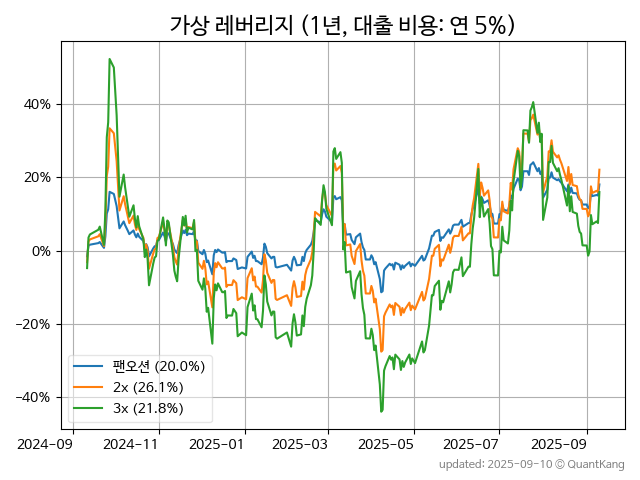 가상 레버리지 (1년, 대출 비용: 연 5%)
40%
20%
0%
−20%
−40%
팬오션 (20.0%)
2x (26.1%)
3x (21.8%)
2024-09 2024-11 2025-01 2025-03 2025-05 2025-07 2025-09
updated: 2025-09-10 © QuantKang